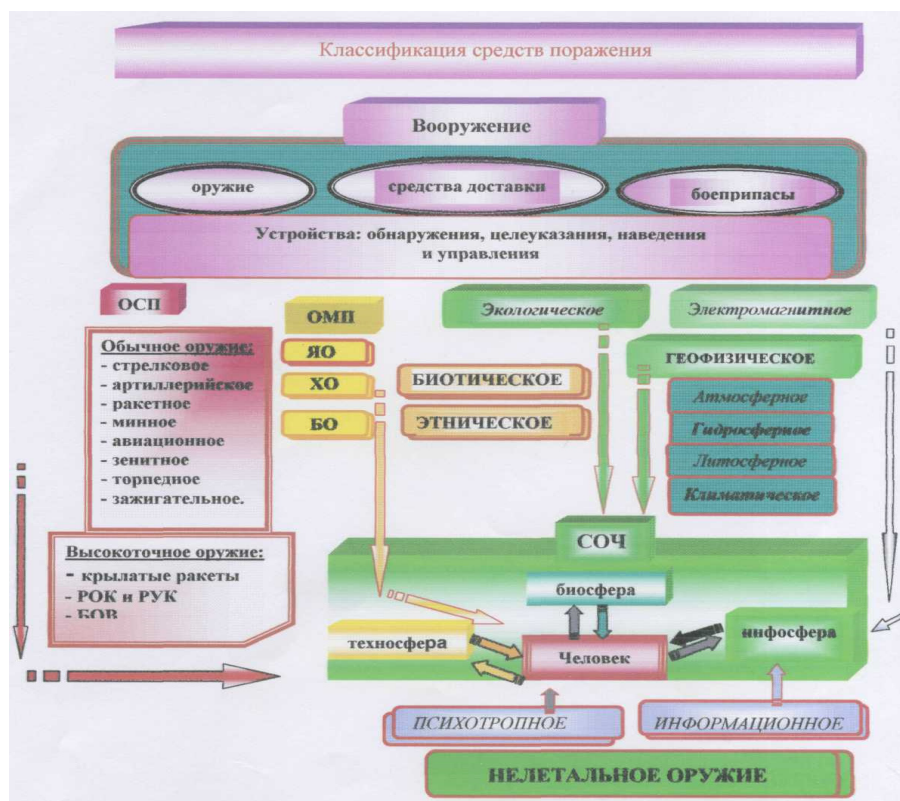 Классификация средств поражения
Вооружение
оружие
средства доставки
боеприпасы
Устройства: обнаружения, целеуказания, наведения
и управления
ОСП
Обычное оружие:
- стрелковое
- артиллерийское
- ракетное
- минное
- авиационное
- зенитное
- торпедное
- зажигательное.
Высокоточное оружие:
- крылатые ракеты
- РОК и РУК
- БОВ
ОМП
ЯО
ХО
БО
БИОТИЧЕСКОЕ
ЭТНИЧЕСКОЕ
Экологическое
Электромагнитное
ГЕОФИЗИЧЕСКОЕ
Атмосферное
Гидросферное
Литосферное
Климатическое
СОЧ
биосфера
техносфера
Человек
инфосфера
ПСИХОТРОПНОЕ
ИНФОРМАЦИОННОЕ
НЕЛЕТАЛЬНОЕ ОРУЖИЕ